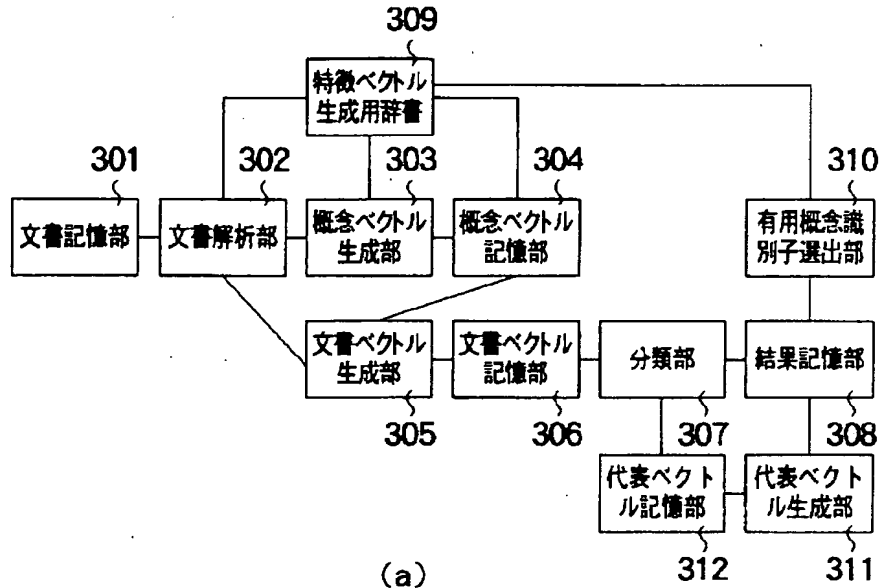 309
特徴ベクトル
生成用辞書
301
302
303
304
310
文書記憶部
文書解析部
概念ベクトル
生成部
概念ベクトル
記憶部
有用概念識
別子選出部
文書ベクトル
生成部
文書ベクトル
記憶部
分類部
結果記憶部
305
306
307
308
代表ベクト
ル記憶部
代表ベクト
ル生成部
312
311
(a)